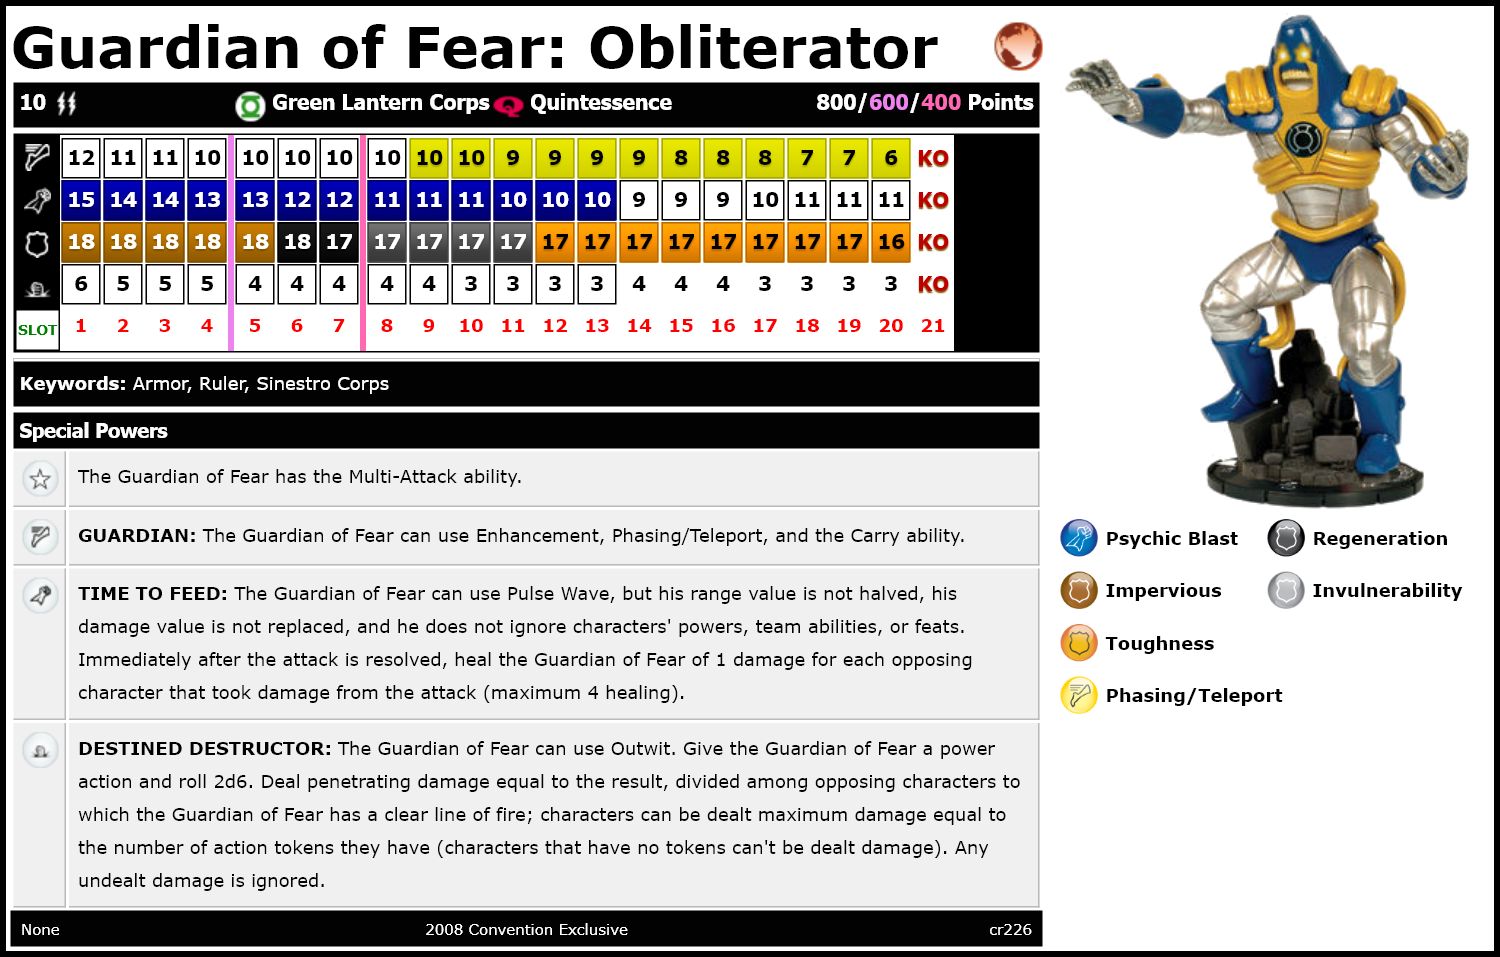 Guardian of Fear: Obliterator
10 Green Lantern Corps Quintessence 800/600/400 Points
12 11 11 10 10 10 10 10 10 10 9 9 9 9 8 8 8 7 7 6 KO
15 14 14 13 13 12 12 11 11 11 10 10 10 9 9 9 10 11 11 11 KO
18 18 18 18 18 18 17 17 17 17 17 17 17 17 17 17 17 17 17 16 KO
6 5 5 5 4 4 4 4 4 3 3 3 3 4 4 4 3 3 3 3 KO
SLOT 1 2 3 4 5 6 7 8 9 10 11 12 13 14 15 16 17 18 19 20 21
Keywords: Armor, Ruler, Sinestro Corps
Special Powers
The Guardian of Fear has the Multi-Attack ability.
GUARDIAN: The Guardian of Fear can use Enhancement, Phasing/Teleport, and the Carry ability.
TIME TO FEED: The Guardian of Fear can use Pulse Wave, but his range value is not halved, his
damage value is not replaced, and he does not ignore characters' powers, team abilities, or feats.
Immediately after the attack is resolved, heal the Guardian of Fear of 1 damage for each opposing
character that took damage from the attack (maximum 4 healing).
DESTINED DESTRUCTOR: The Guardian of Fear can use Outwit. Give the Guardian of Fear a power
action and roll 2d6. Deal penetrating damage equal to the result, divided among opposing characters to
which the Guardian of Fear has a clear line of fire; characters can be dealt maximum damage equal to
the number of action tokens they have (characters that have no tokens can't be dealt damage). Any
undealt damage is ignored.
None 2008 Convention Exclusive cr226
Psychic Blast Regeneration
Impervious Invulnerability
Toughness
Phasing/Teleport